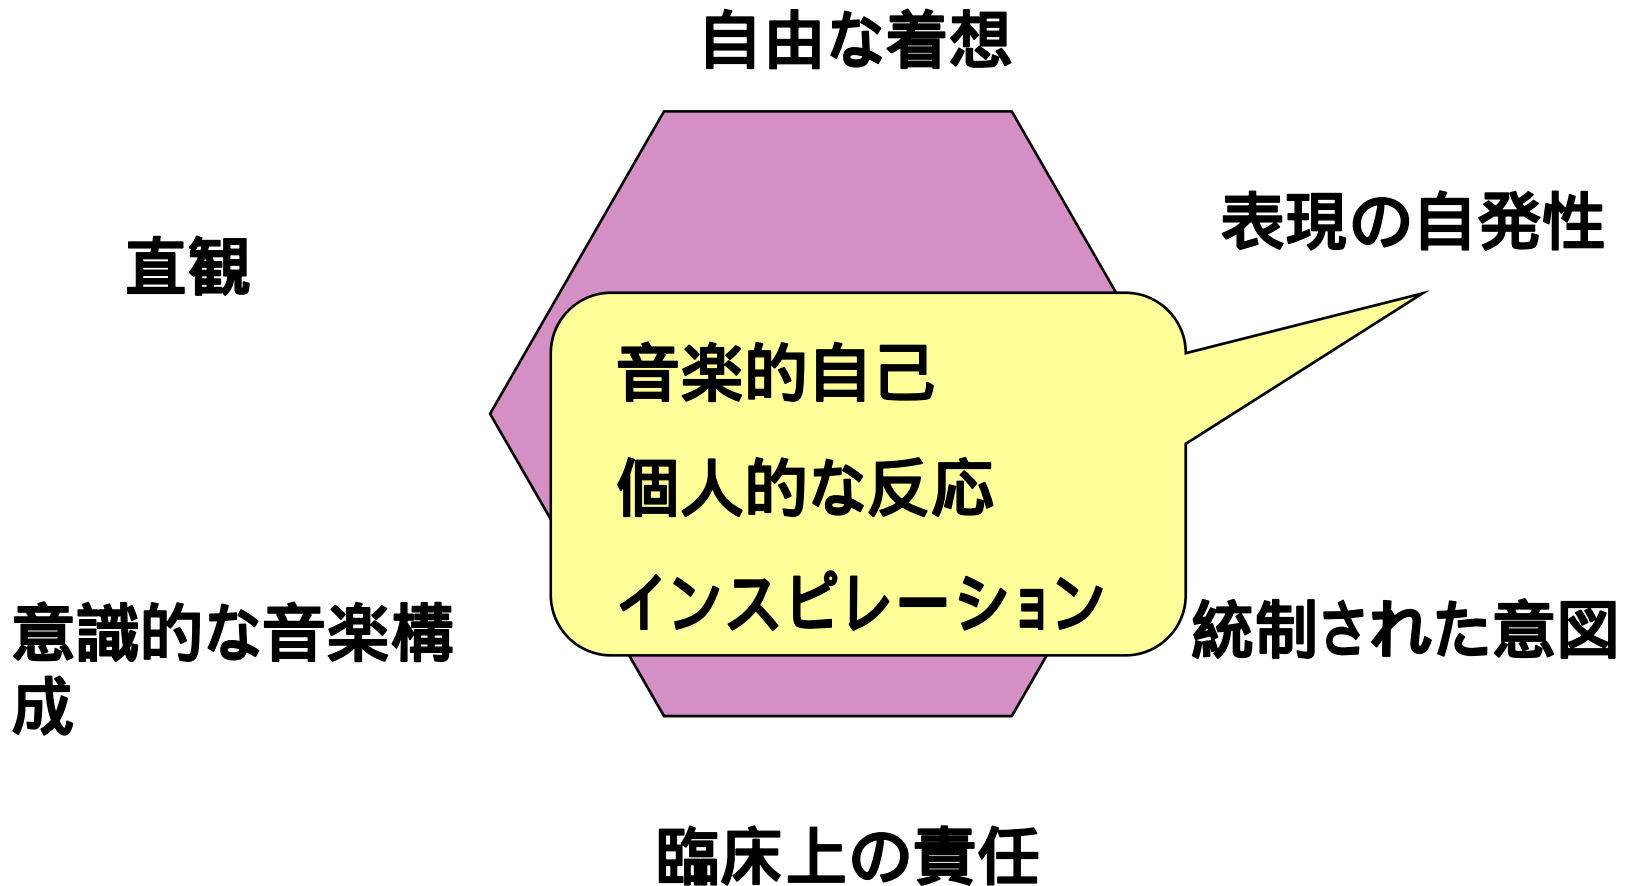 自由な着想
表現の自発性
直観
音楽的自己
個人的な反応
インスピレーション
意識的な音楽構
成
統制された意図
臨床上の責任